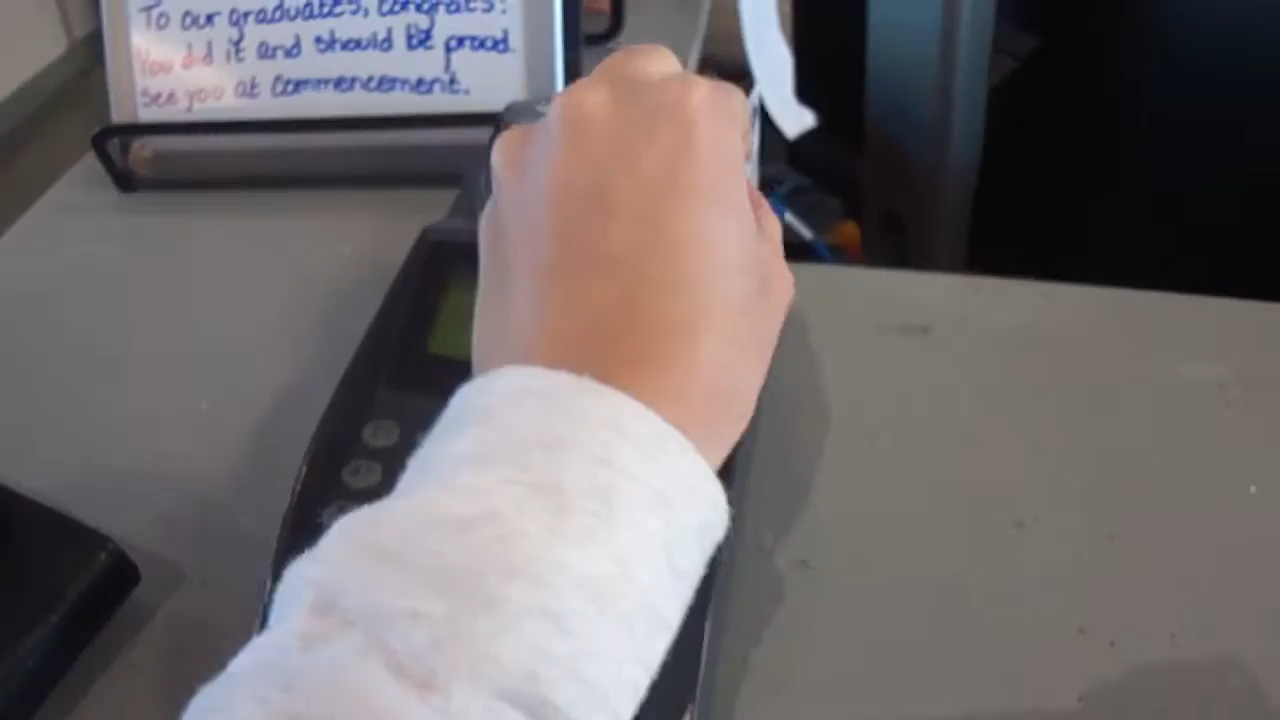 To our graduates, congrats!
You did it and should be proud.
See you at commencement.